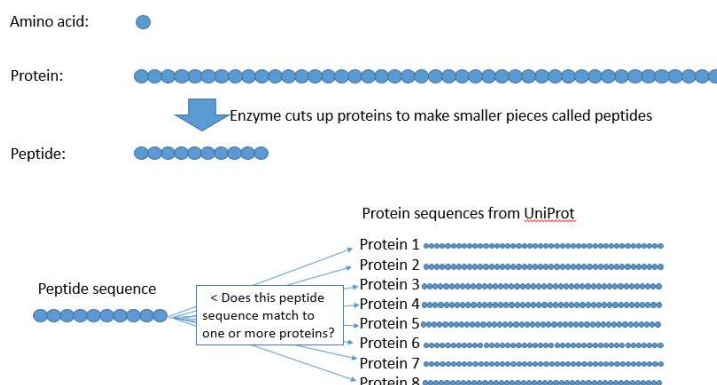 Amino acid:
Protein:
Enzyme cuts up proteins to make smaller pieces called peptides
Peptide:
Protein sequences from UniProt
Protein 1
Protein 2
Protein 3
Protein 4
Protein 5
Protein 6
Protein 7
Protein 8
Peptide sequence
< Does this peptide
sequence match to
one or more proteins?